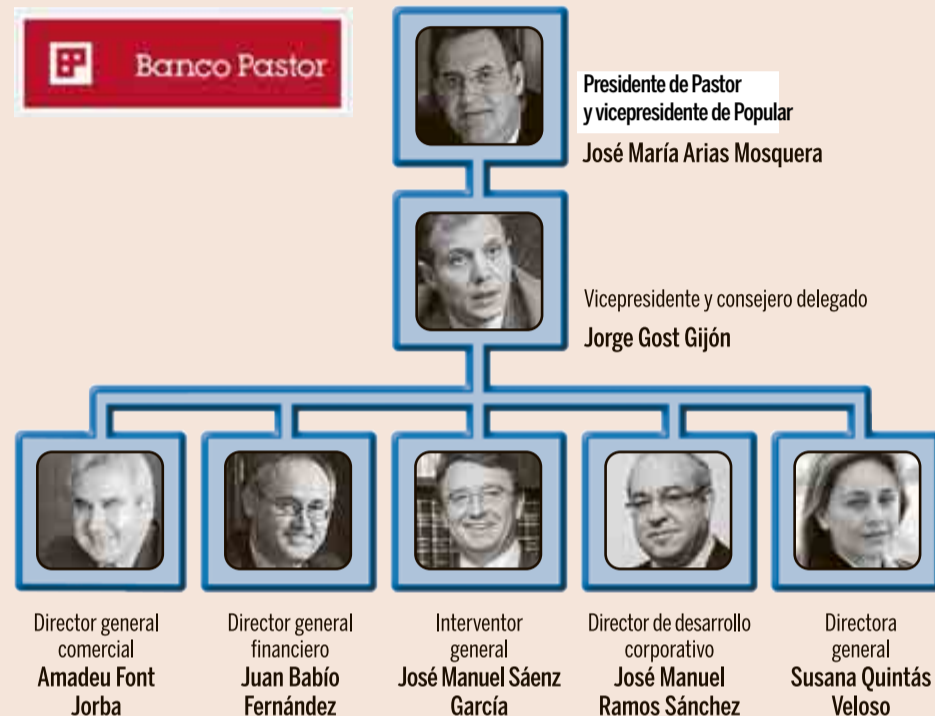 Banco Pastor
Presidente de Pastor
y vicepresidente de Popular
José María Arias Mosquera
Vicepresidente y consejero delegado
Jorge Gost Gijón
Director general
comercial
Amadeu Font
Jorba
Director general
financiero
Juan Babío
Fernández
Interventor
general
José Manuel Sáenz
García
Director de desarrollo
corporativo
José Manuel
Ramos Sánchez
Directora
general
Susana Quintás
Veloso